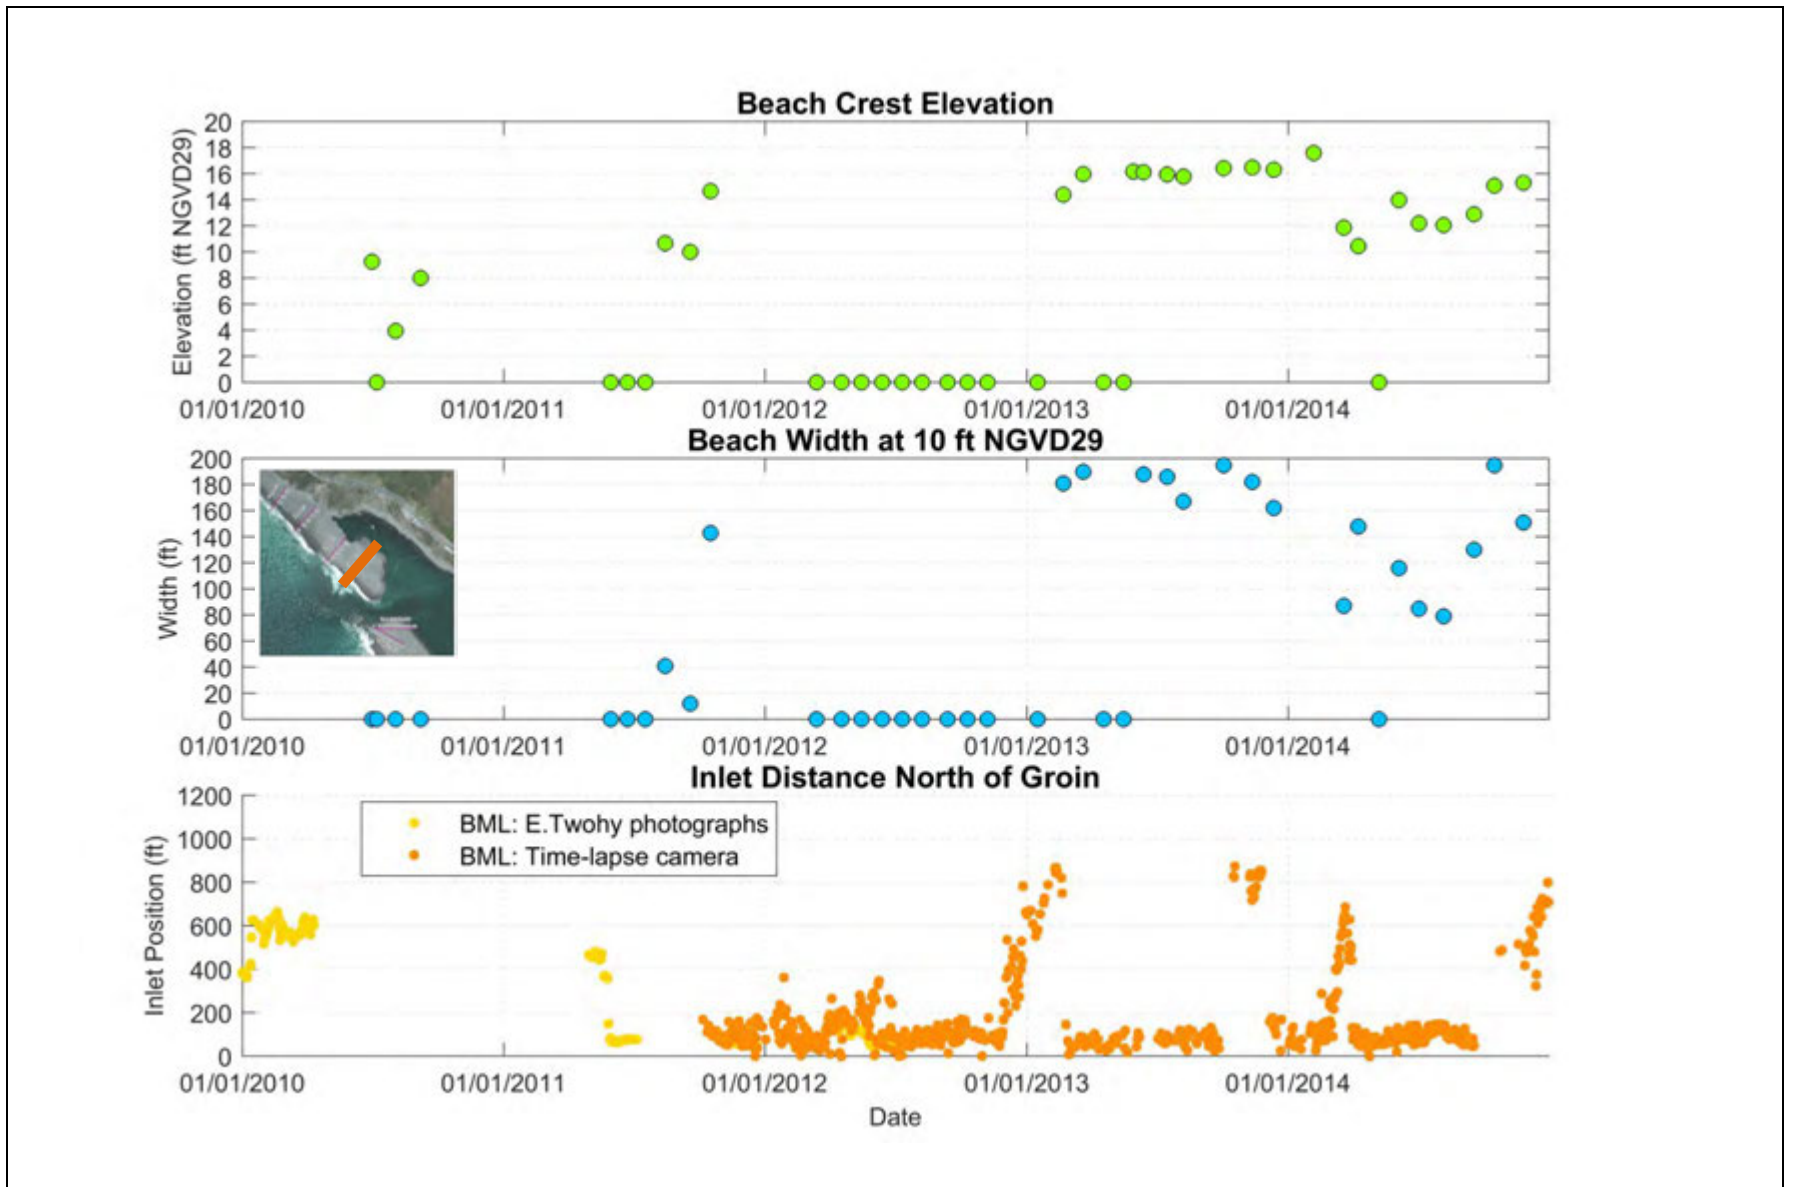 Beach Crest Elevation
Elevation (ft NGVD29)
20
18
16
14
12
10
8
6
4
2
0
01/01/2010 01/01/2011 01/01/2012 01/01/2013 01/01/2014
Beach Width at 10 ft NGVD29
Width (ft)
200
180
160
140
120
100
80
60
40
20
0
01/01/2010 01/01/2011 01/01/2012 01/01/2013 01/01/2014
Inlet Distance North of Groin
Inlet Position (ft)
1200
1000
800
600
400
200
0
BML: E.Twohy photographs
BML: Time-lapse camera
01/01/2010 01/01/2011 01/01/2012 01/01/2013 01/01/2014
Date